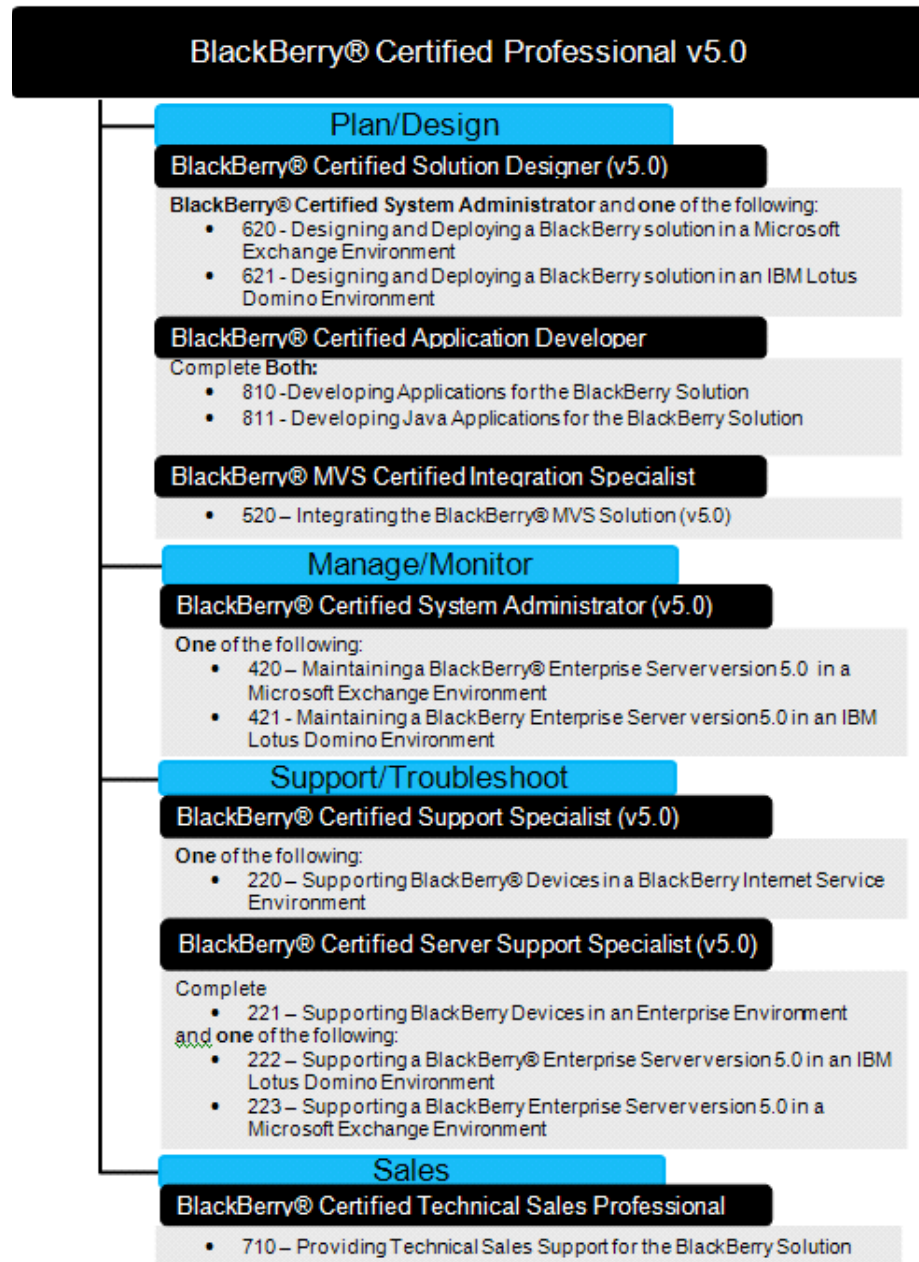 BlackBerry® Certified Professional v5.0
Plan/Design
BlackBerry® Certified Solution Designer (v5.0)
BlackBerry® Certified System Administrator and one of the following:
• 620 - Designing and Deploying a BlackBerry solution in a Microsoft
Exchange Environment
• 621 - Designing and Deploying a BlackBerry solution in an IBM Lotus
Domino Environment
BlackBerry® Certified Application Developer
Complete Both:
• 810 -Developing Applications for the BlackBerry Solution
• 811 - Developing Java Applications for the BlackBerry Solution
BlackBerry® MVS Certified Integration Specialist
• 520 – Integrating the BlackBerry® MVS Solution (v5.0)
Manage/Monitor
BlackBerry® Certified System Administrator (v5.0)
One of the following:
• 420 – Maintaining a BlackBerry® Enterprise Server version 5.0 in a
Microsoft Exchange Environment
• 421 - Maintaining a BlackBerry Enterprise Server version 5.0 in an IBM
Lotus Domino Environment
Support/Troubleshoot
BlackBerry® Certified Support Specialist (v5.0)
One of the following:
• 220 – Supporting BlackBerry® Devices in a BlackBerry Internet Service
Environment
BlackBerry® Certified Server Support Specialist (v5.0)
Complete
• 221 – Supporting BlackBerry Devices in an Enterprise Environment
and one of the following:
• 222 – Supporting a BlackBerry® Enterprise Server version 5.0 in an IBM
Lotus Domino Environment
• 223 – Supporting a BlackBerry Enterprise Server version 5.0 in a
Microsoft Exchange Environment
Sales
BlackBerry® Certified Technical Sales Professional
• 710 – Providing Technical Sales Support for the BlackBerry Solution